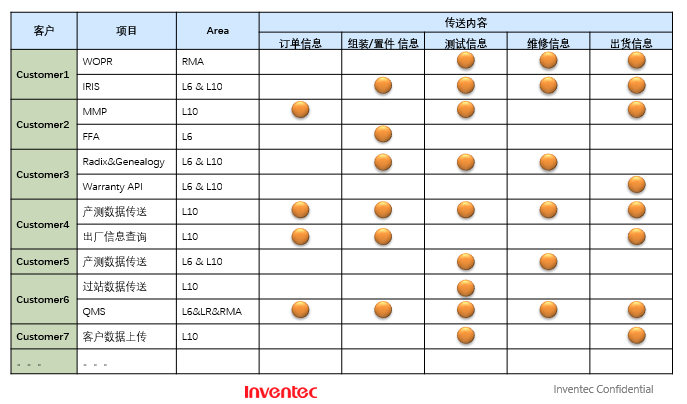 客户 项目 Area 传送内容
订单信息 组装/置件 信息 测试信息 维修信息 出货信息
Customer1 WOPR RMA
IRIS L6 & L10
Customer2 MMP L10
FFA L6
Customer3 Radix&Genealogy L6 & L10
Warranty API L6 & L10
Customer4 产测数据传送 L10
出厂信息查询 L10
Customer5 产测数据传送 L6 & L10
Customer6 过站数据传送 L10
QMS L6&LR&RMA
Customer7 客户数据上传 L10
。。。 。。。
Inventec Inventec Confidential